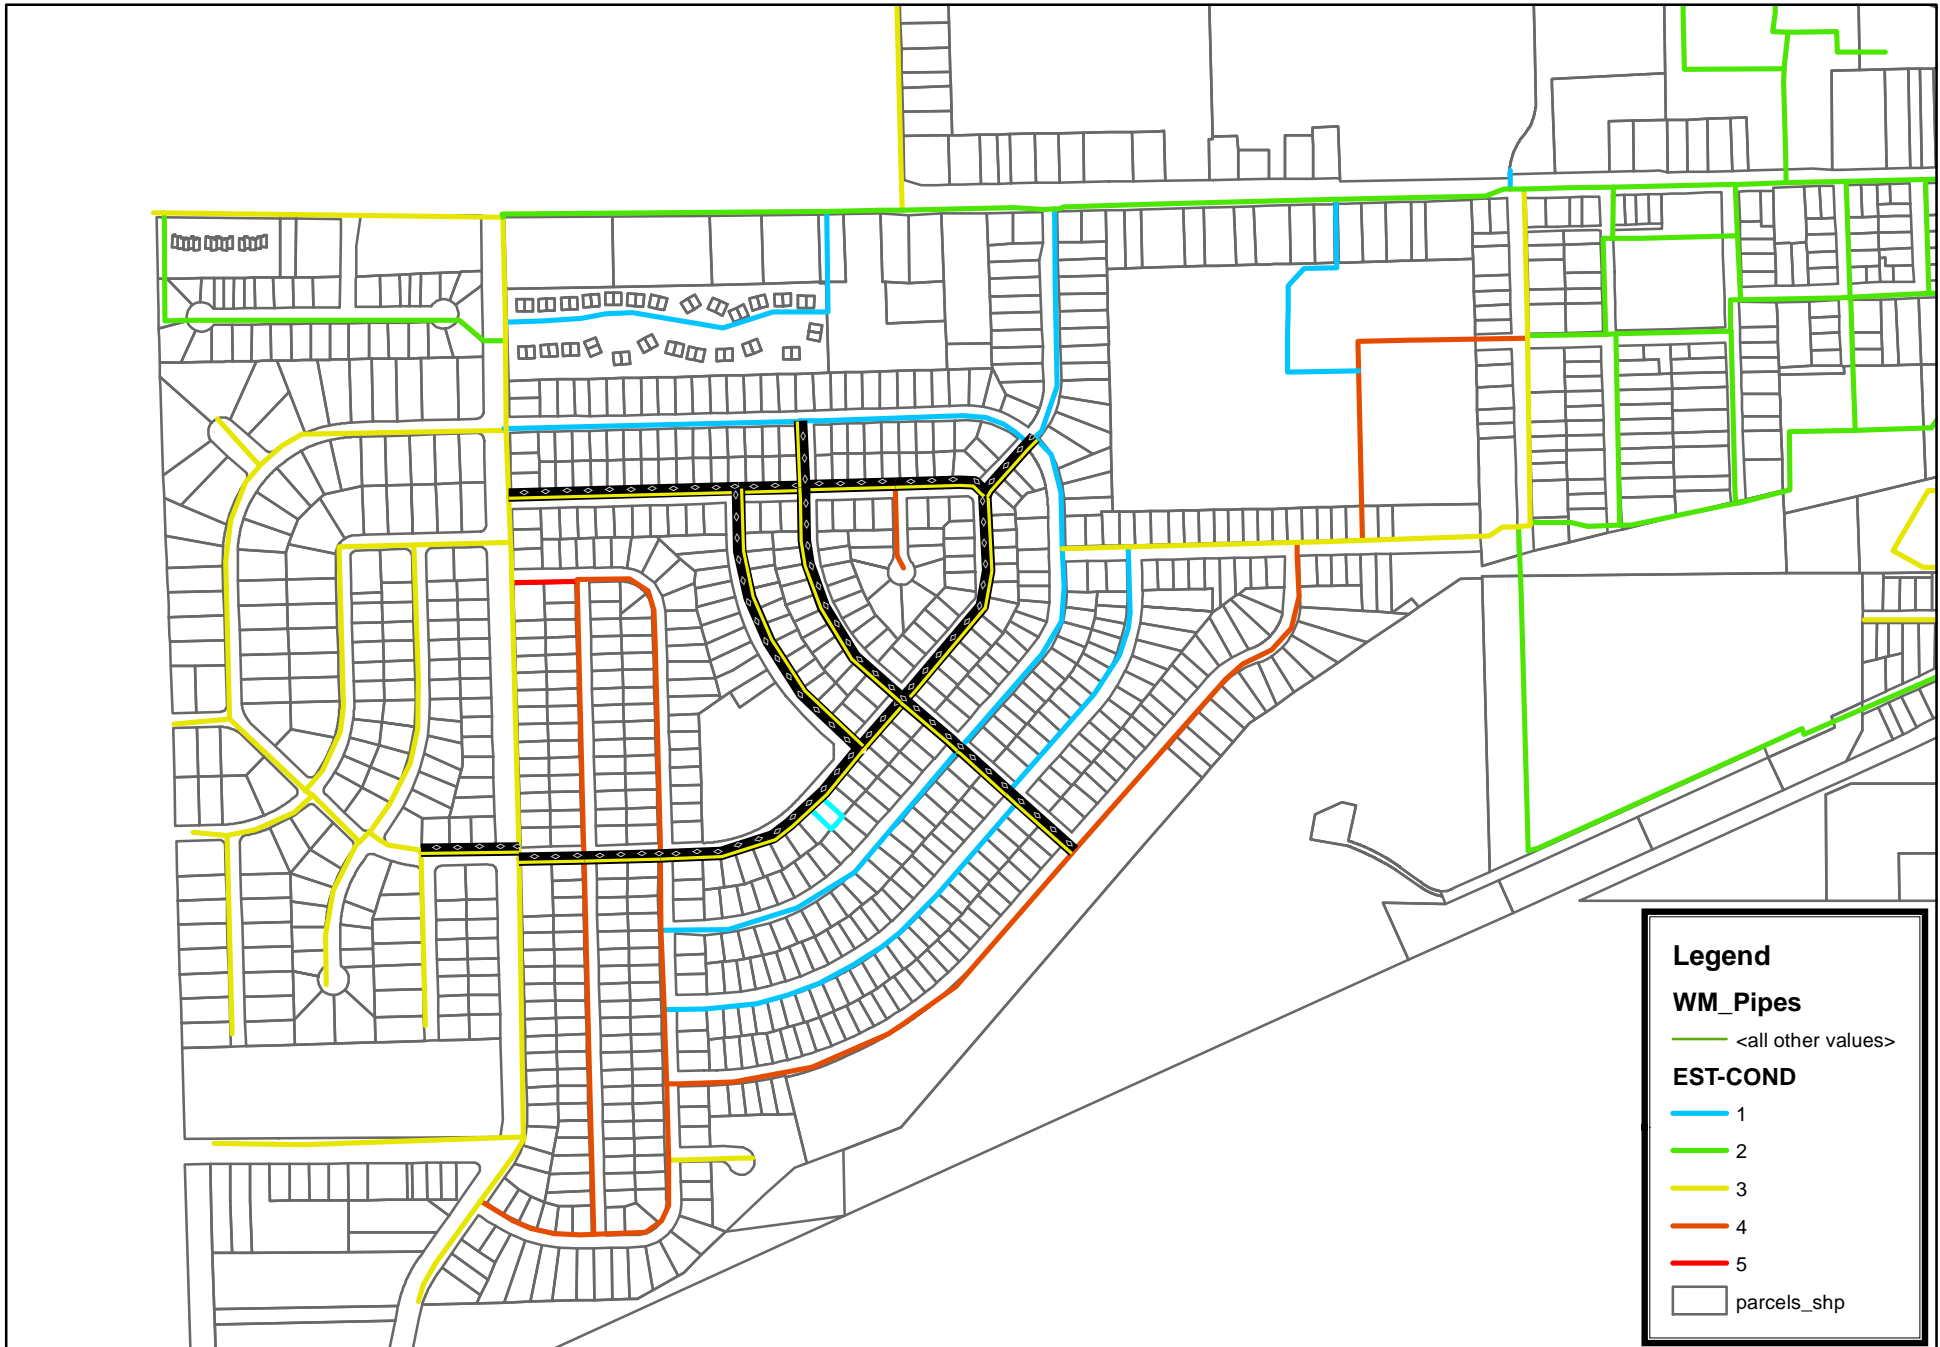 Legend
WM_Pipes
<all other values>
EST-COND
1
2
3
4
5
parcels_shp